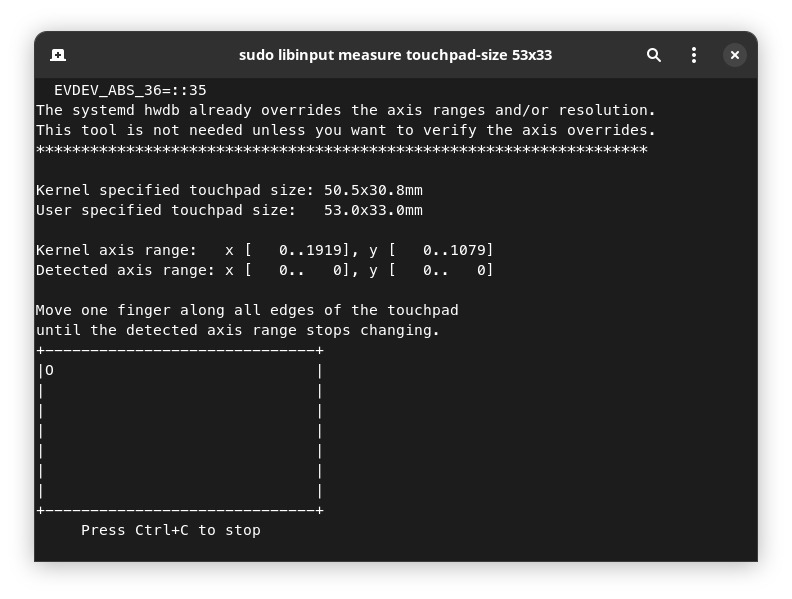 sudo libinput measure touchpad-size 53x33
  EVDEV_ABS_36=::35
The systemd hwdb already overrides the axis ranges and/or resolution.
This tool is not needed unless you want to verify the axis overrides.
********************************************************************

Kernel specified touchpad size: 50.5x30.8mm
User specified touchpad size:   53.0x33.0mm

Kernel axis range:   x [   0..1919], y [   0..1079]
Detected axis range: x [   0..   0], y [   0..   0]

Move one finger along all edges of the touchpad
until the detected axis range stops changing.
+------------------------------+
|O                             |
|                              |
|                              |
|                              |
|                              |
|                              |
|                              |
+------------------------------+
     Press Ctrl+C to stop